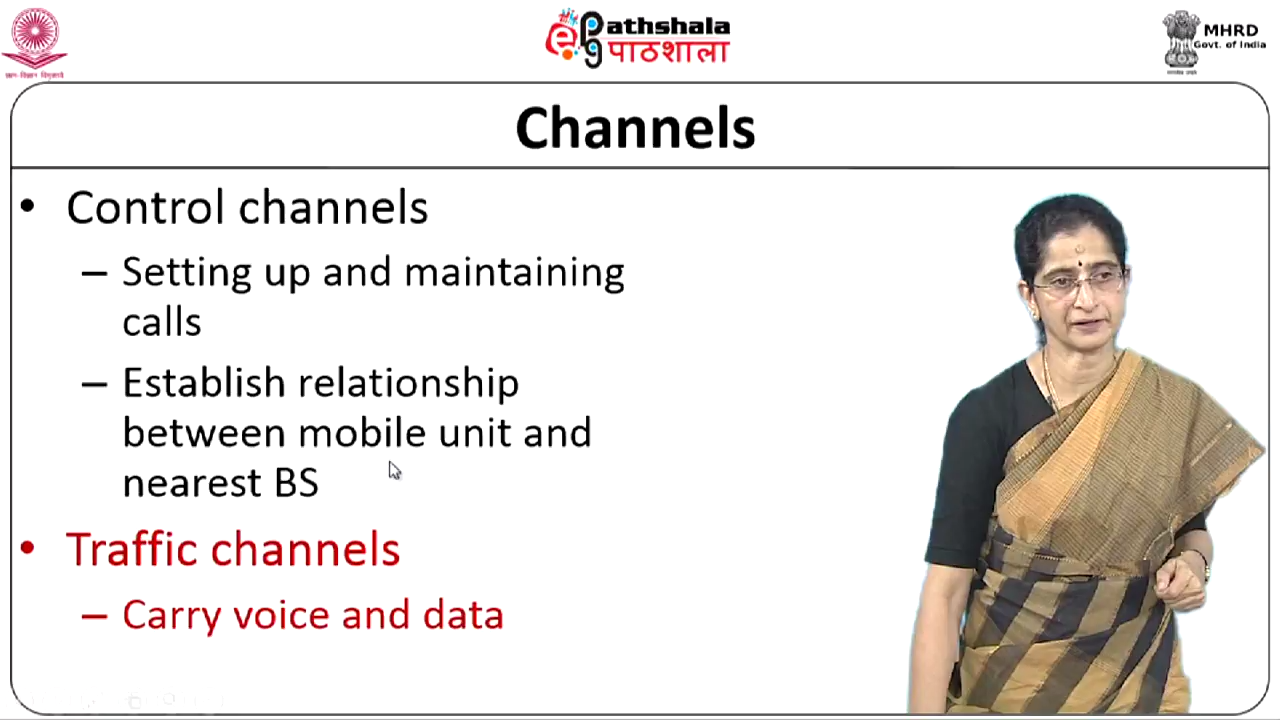 Pathshala
पाठशाला
MHRD
Govt. of India
Channels
• Control channels
– Setting up and maintaining
calls
– Establish relationship
between mobile unit and
nearest BS
• Traffic channels
– Carry voice and data